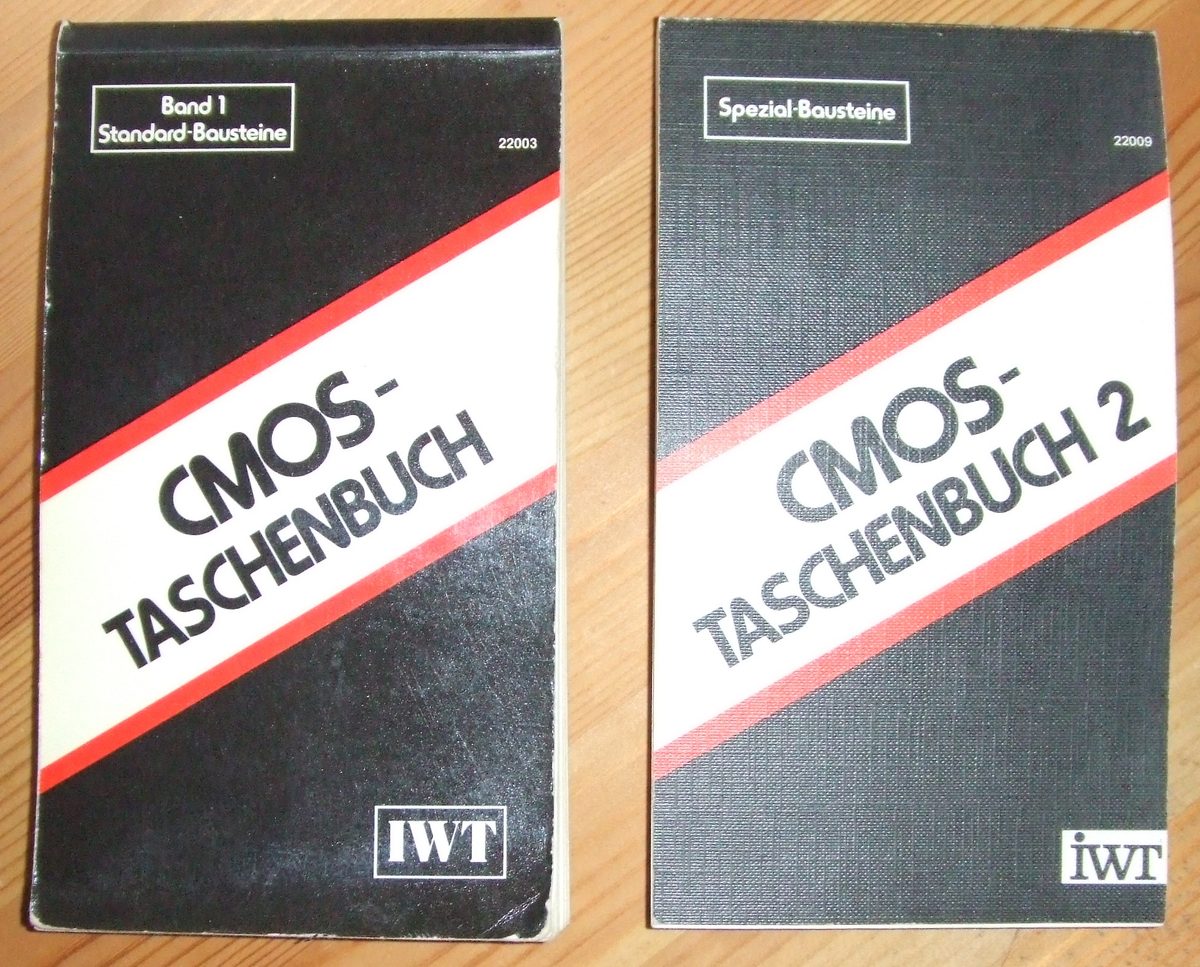 Band 1
Standard-Bausteine
22003
CMOS-
TASCHENBUCH
IWT
Spezial-Bausteine
22009
CMOS-
TASCHENBUCH 2
iWT